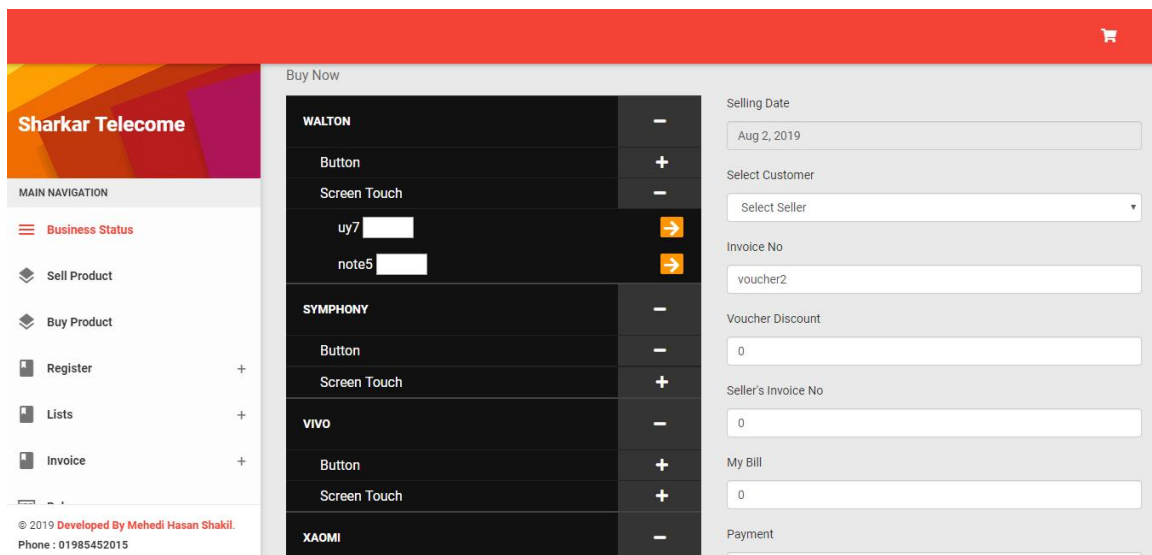 Sharkar Telecome
MAIN NAVIGATION
Business Status
Sell Product
Buy Product
Register +
Lists +
Invoice +
© 2019 Developed By Mehedi Hasan Shakil.
Phone : 01985452015
Buy Now
WALTON
Button
Screen Touch
uy7
note5
SYMPHONY
Button
Screen Touch
VIVO
Button
Screen Touch
XAOMI
Selling Date
Aug 2, 2019
Select Customer
Select Seller
Invoice No
voucher2
Voucher Discount
0
Seller's Invoice No
0
My Bill
0
Payment